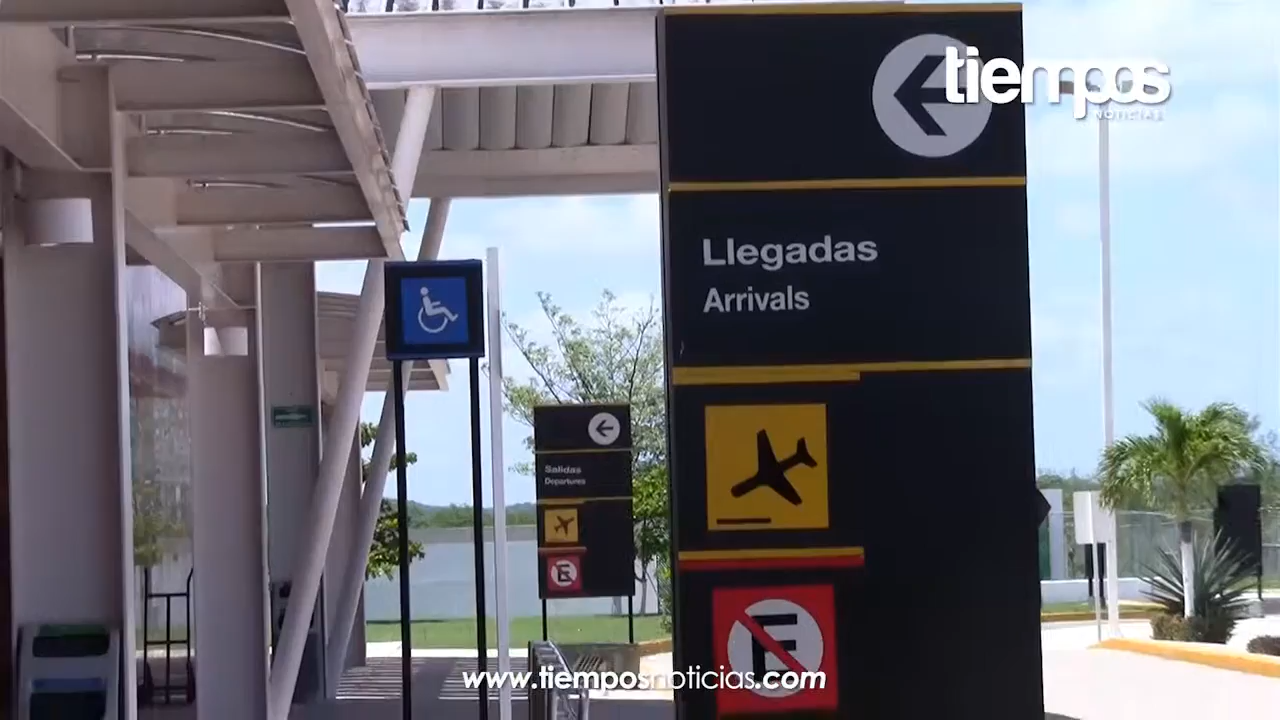 tiempos
NOTICIAS
Llegadas
Arrivals
Salidas
Departures
E
E
www.tiemposnoticias.com